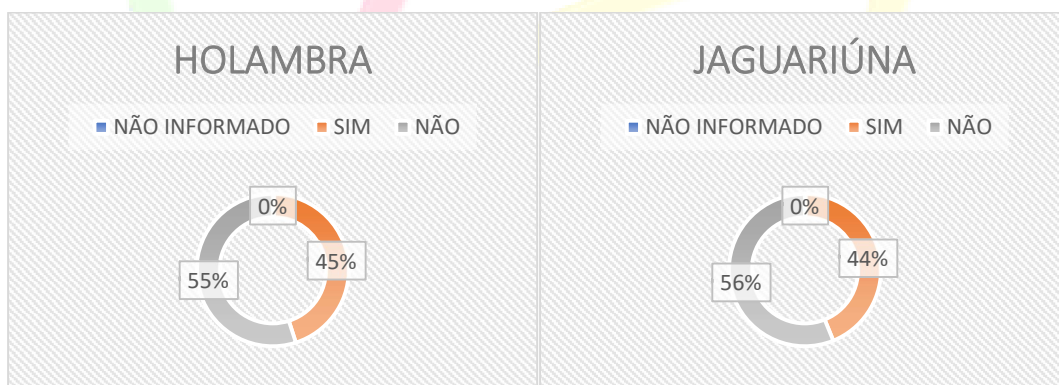 HOLAMBRA
NÃO INFORMADO SIM NÃO
0%
45%
55%
JAGUARIÚNA
NÃO INFORMADO SIM NÃO
0%
44%
56%